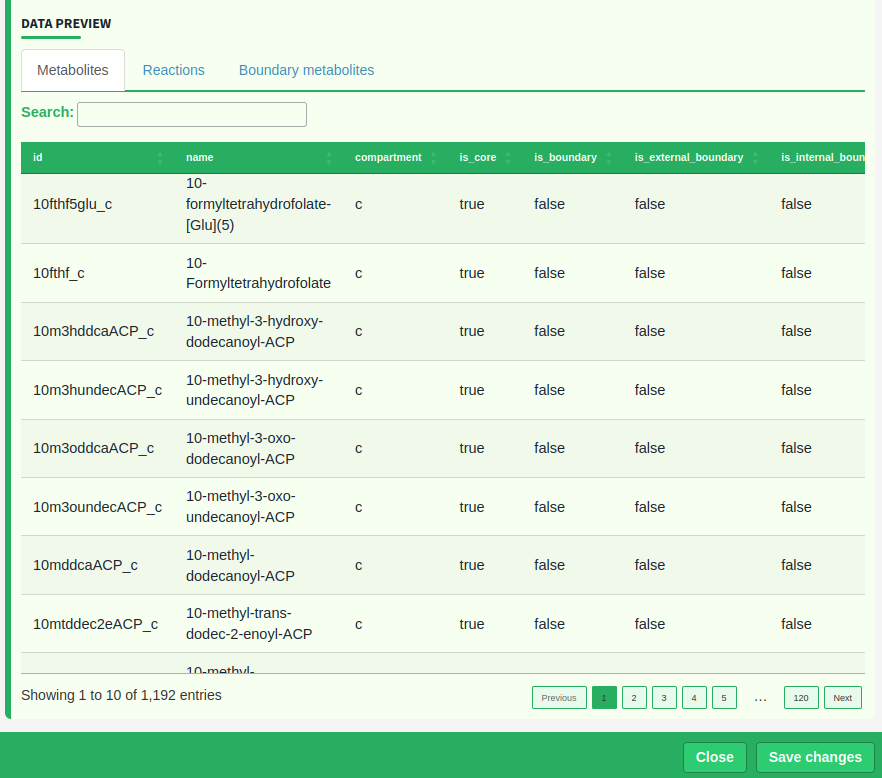 DATA PREVIEW
Metabolites Reactions Boundary metabolites
Search:
id name compartment is_core is_boundary is_external_boundary is_internal_boun
10fthf5glu_c 10-formyltetrahydrofolate-[Glu](5) c true false false false
10fthf_c 10-Formyltetrahydrofolate c true false false false
10m3hddcaACP_c 10-methyl-3-hydroxy-dodecanoyl-ACP c true false false false
10m3hundecACP_c 10-methyl-3-hydroxy-undecanoyl-ACP c true false false false
10m3oddcaACP_c 10-methyl-3-oxo-dodecanoyl-ACP c true false false false
10m3oundecACP_c 10-methyl-3-oxo-undecanoyl-ACP c true false false false
10mddcaACP_c 10-methyl-dodecanoyl-ACP c true false false false
10mtddec2eACP_c 10-methyl-trans-dodec-2-enoyl-ACP c true false false false
10-methyl-
Showing 1 to 10 of 1,192 entries Previous 1 2 3 4 5 … 120 Next
Close Save changes